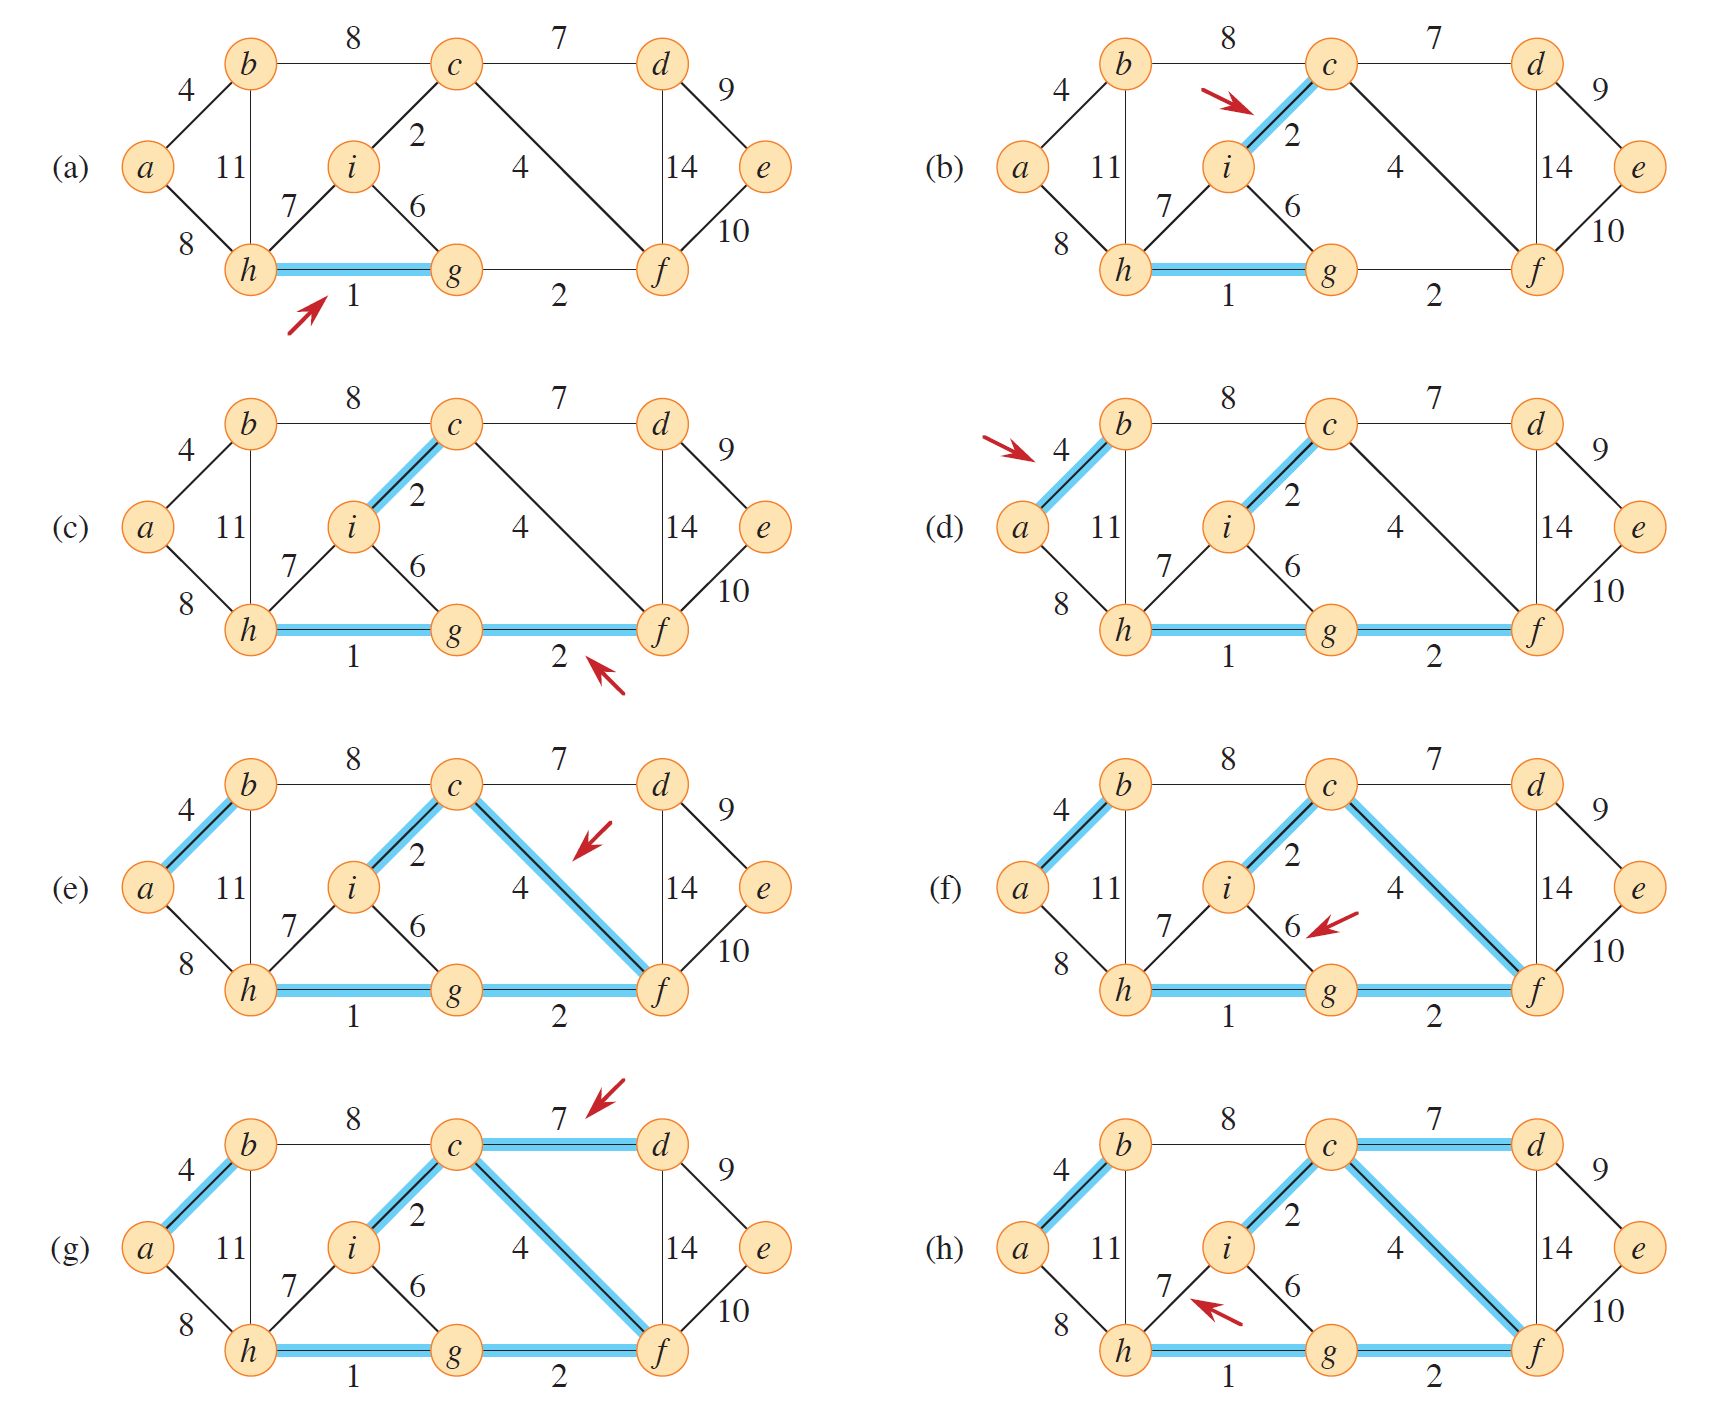 8 7 8 7
b c d b c d
4 9 4 9
2 2
(a) a 11 i 4 14 e (b) a 11 i 4 14 e
7 6 7 6
8 10 8 10
h g f h g f
1 2 1 2
8 7 8 7
b c d b c d
4 9 4 9
2 2
(c) a 11 i 4 14 e (d) a 11 i 4 14 e
7 6 7 6
8 10 8 10
h g f h g f
1 2 1 2
8 7 8 7
b c d b c d
4 9 4 9
2 2
(e) a 11 i 4 14 e (f) a 11 i 4 14 e
7 6 7 6
8 10 8 10
h g f h g f
1 2 1 2
8 7 8 7
b c d b c d
4 9 4 9
2 2
(g) a 11 i 4 14 e (h) a 11 i 4 14 e
7 6 7 6
8 10 8 10
h g f h g f
1 2 1 2